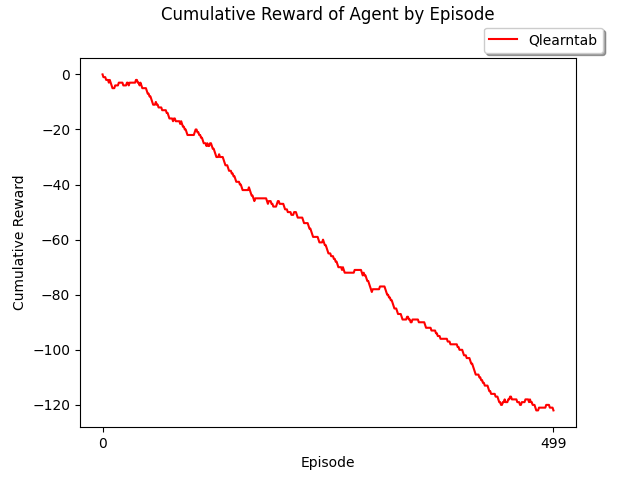 Cumulative Reward of Agent by Episode
Qlearntab
0
−20
−40
−60
−80
−100
−120
Cumulative Reward
0
499
Episode